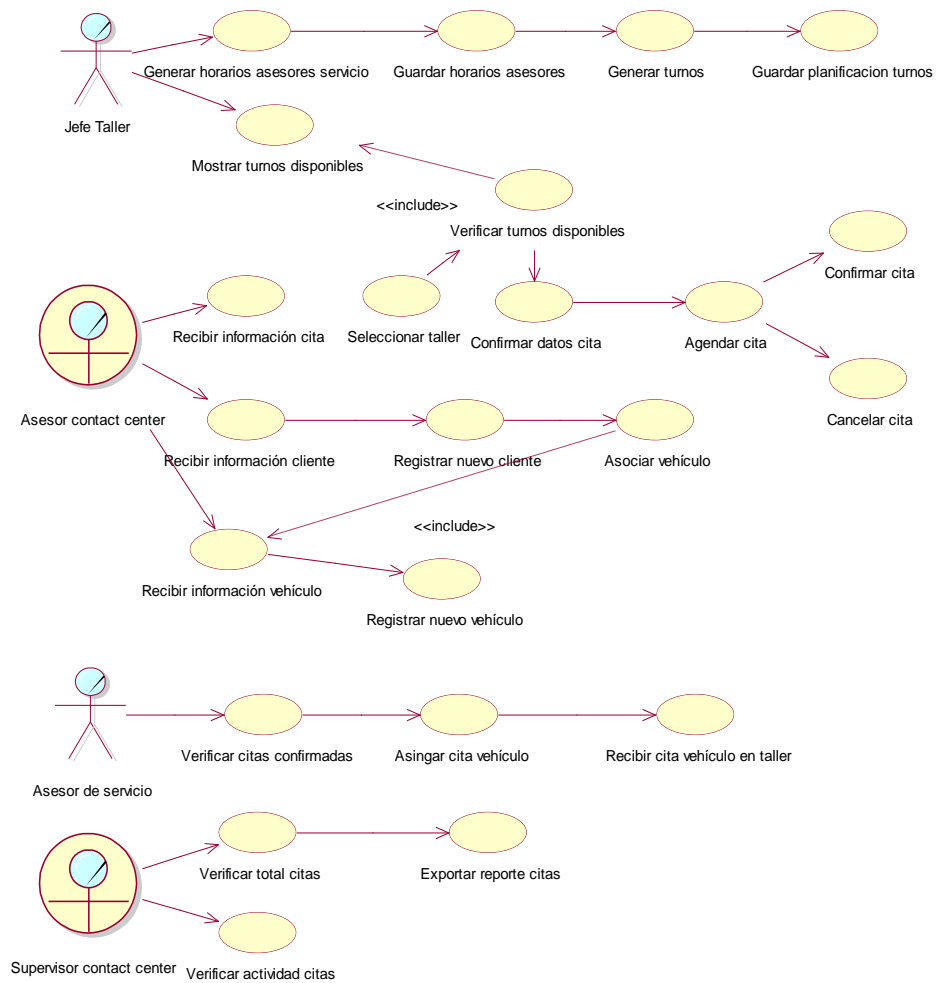 Generar horarios asesores servicio
Guardar horarios asesores
Generar turnos
Guardar planificacion turnos
Jefe Taller
Mostrar turnos disponibles
<<include>>
Verificar turnos disponibles
Confirmar cita
Recibir información cita
Seleccionar taller
Confirmar datos cita
Agendar cita
Asesor contact center
Cancelar cita
Recibir información cliente
Registrar nuevo cliente
Asociar vehículo
<<include>>
Recibir información vehículo
Registrar nuevo vehículo
Verificar citas confirmadas
Asingar cita vehículo
Recibir cita vehículo en taller
Asesor de servicio
Verificar total citas
Exportar reporte citas
Supervisor contact center
Verificar actividad citas